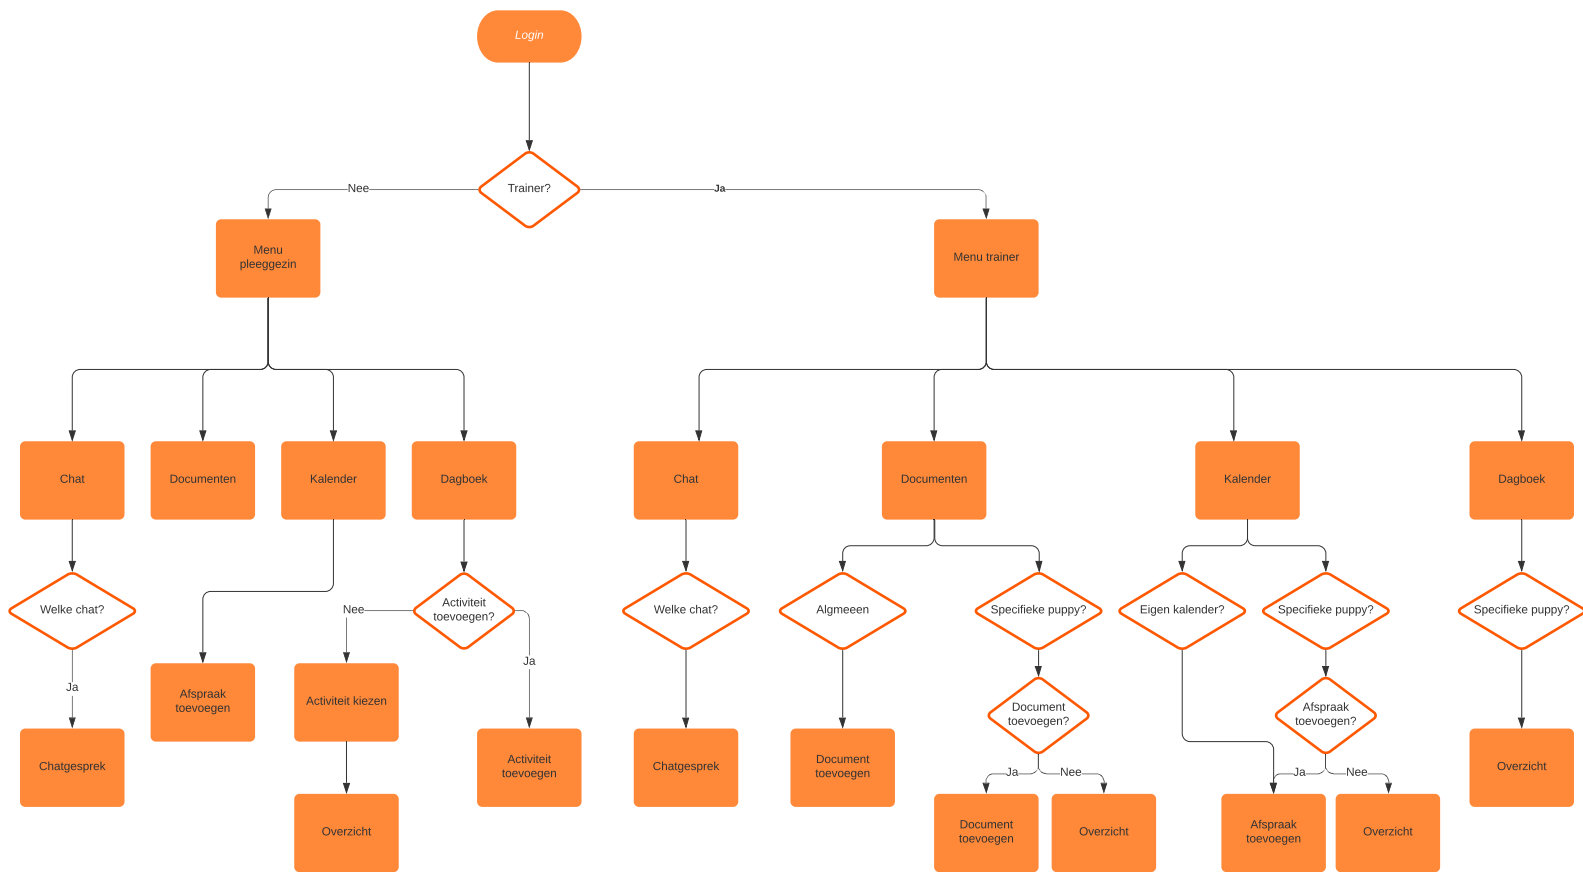 Login
Trainer?
Nee
Ja
Menu
pleeggezin
Menu trainer
Chat
Documenten
Kalender
Dagboek
Chat
Documenten
Kalender
Dagboek
Welke chat?
Nee
Activiteit
toevoegen?
Welke chat?
Algmeeen
Specifieke puppy?
Eigen kalender?
Specifieke puppy?
Specifieke puppy?
Ja
Ja
Afspraak
toevoegen
Activiteit kiezen
Document
toevoegen?
Afspraak
toevoegen?
Chatgesprek
Activiteit
toevoegen
Chatgesprek
Document
toevoegen
Ja
Nee
Ja
Nee
Overzicht
Overzicht
Document
toevoegen
Overzicht
Afspraak
toevoegen
Overzicht